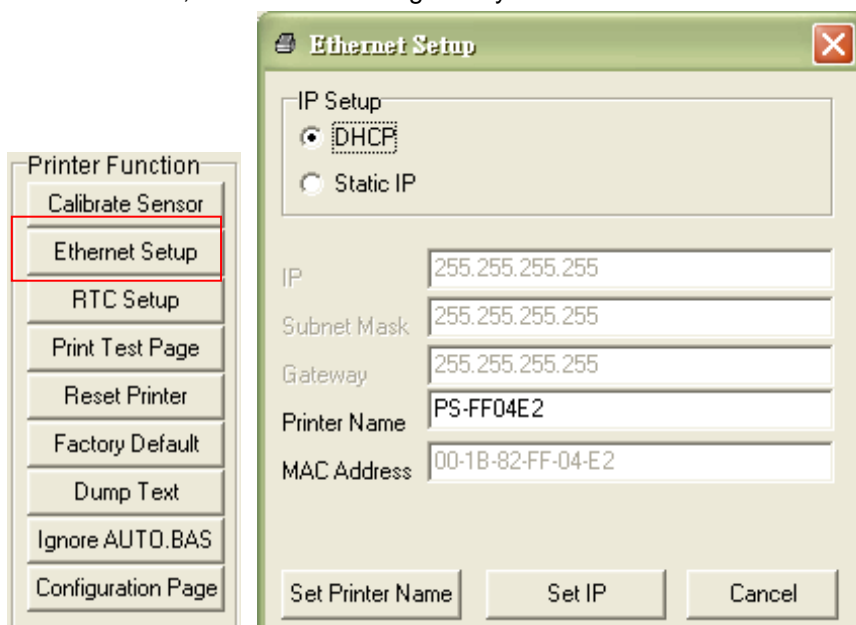 Printer Function
Calibrate Sensor
Ethernet Setup
RTC Setup
Print Test Page
Reset Printer
Factory Default
Dump Text
Ignore AUTO.BAS
Configuration Page
Ethernet Setup
IP Setup
DHCP
Static IP
IP 255.255.255.255
Subnet Mask 255.255.255.255
Gateway 255.255.255.255
Printer Name PS-FF04E2
MAC Address 00-1B-82-FF-04-E2
Set Printer Name Set IP Cancel